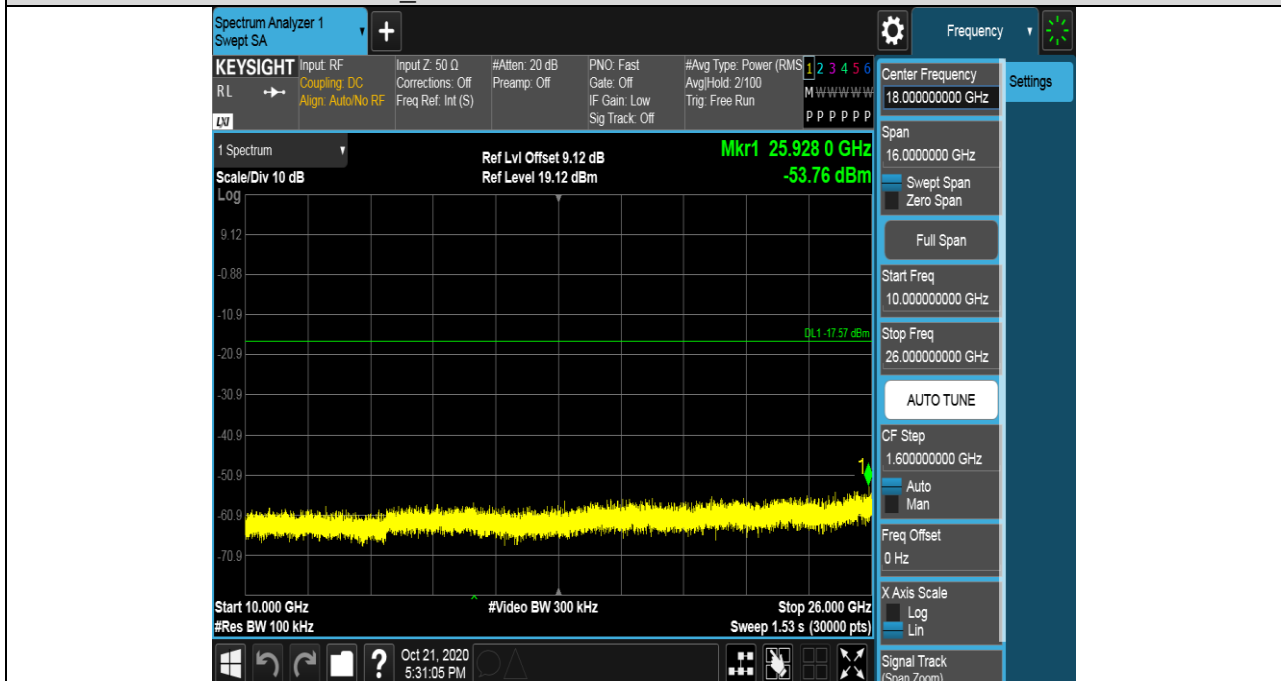 Spectrum Analyzer 1
Swept SA
Frequency
KEYSIGHT
RL
LXI
Input: RF
Coupling: DC
Align: Auto/No RF
Input Z: 50 Ω
Corrections: Off
Freq Ref: Int (S)
#Atten: 20 dB
Preamp: Off
PNO: Fast
Gate: Off
IF Gain: Low
Sig Track: Off
#Avg Type: Power (RMS
Avg|Hold: 2/100
Trig: Free Run
1 2 3 4 5 6
M W W W W W
P P P P P P
1 Spectrum
Scale/Div 10 dB
Ref Lvl Offset 9.12 dB
Ref Level 19.12 dBm
Mkr1 25.928 0 GHz
-53.76 dBm
Log
9.12
-0.88
-10.9
DL1 -17.57 dBm
-20.9
-30.9
-40.9
1
-50.9
-60.9
-70.9
Start 10.000 GHz
#Video BW 300 kHz
Stop 26.000 GHz
#Res BW 100 kHz
Sweep 1.53 s (30000 pts)
?
Oct 21, 2020
5:31:05 PM
Center Frequency
18.000000000 GHz
Settings
Span
16.0000000 GHz
Swept Span
Zero Span
Full Span
Start Freq
10.000000000 GHz
Stop Freq
26.000000000 GHz
AUTO TUNE
CF Step
1.600000000 GHz
Auto
Man
Freq Offset
0 Hz
X Axis Scale
Log
Lin
Signal Track
(Span Zoom)